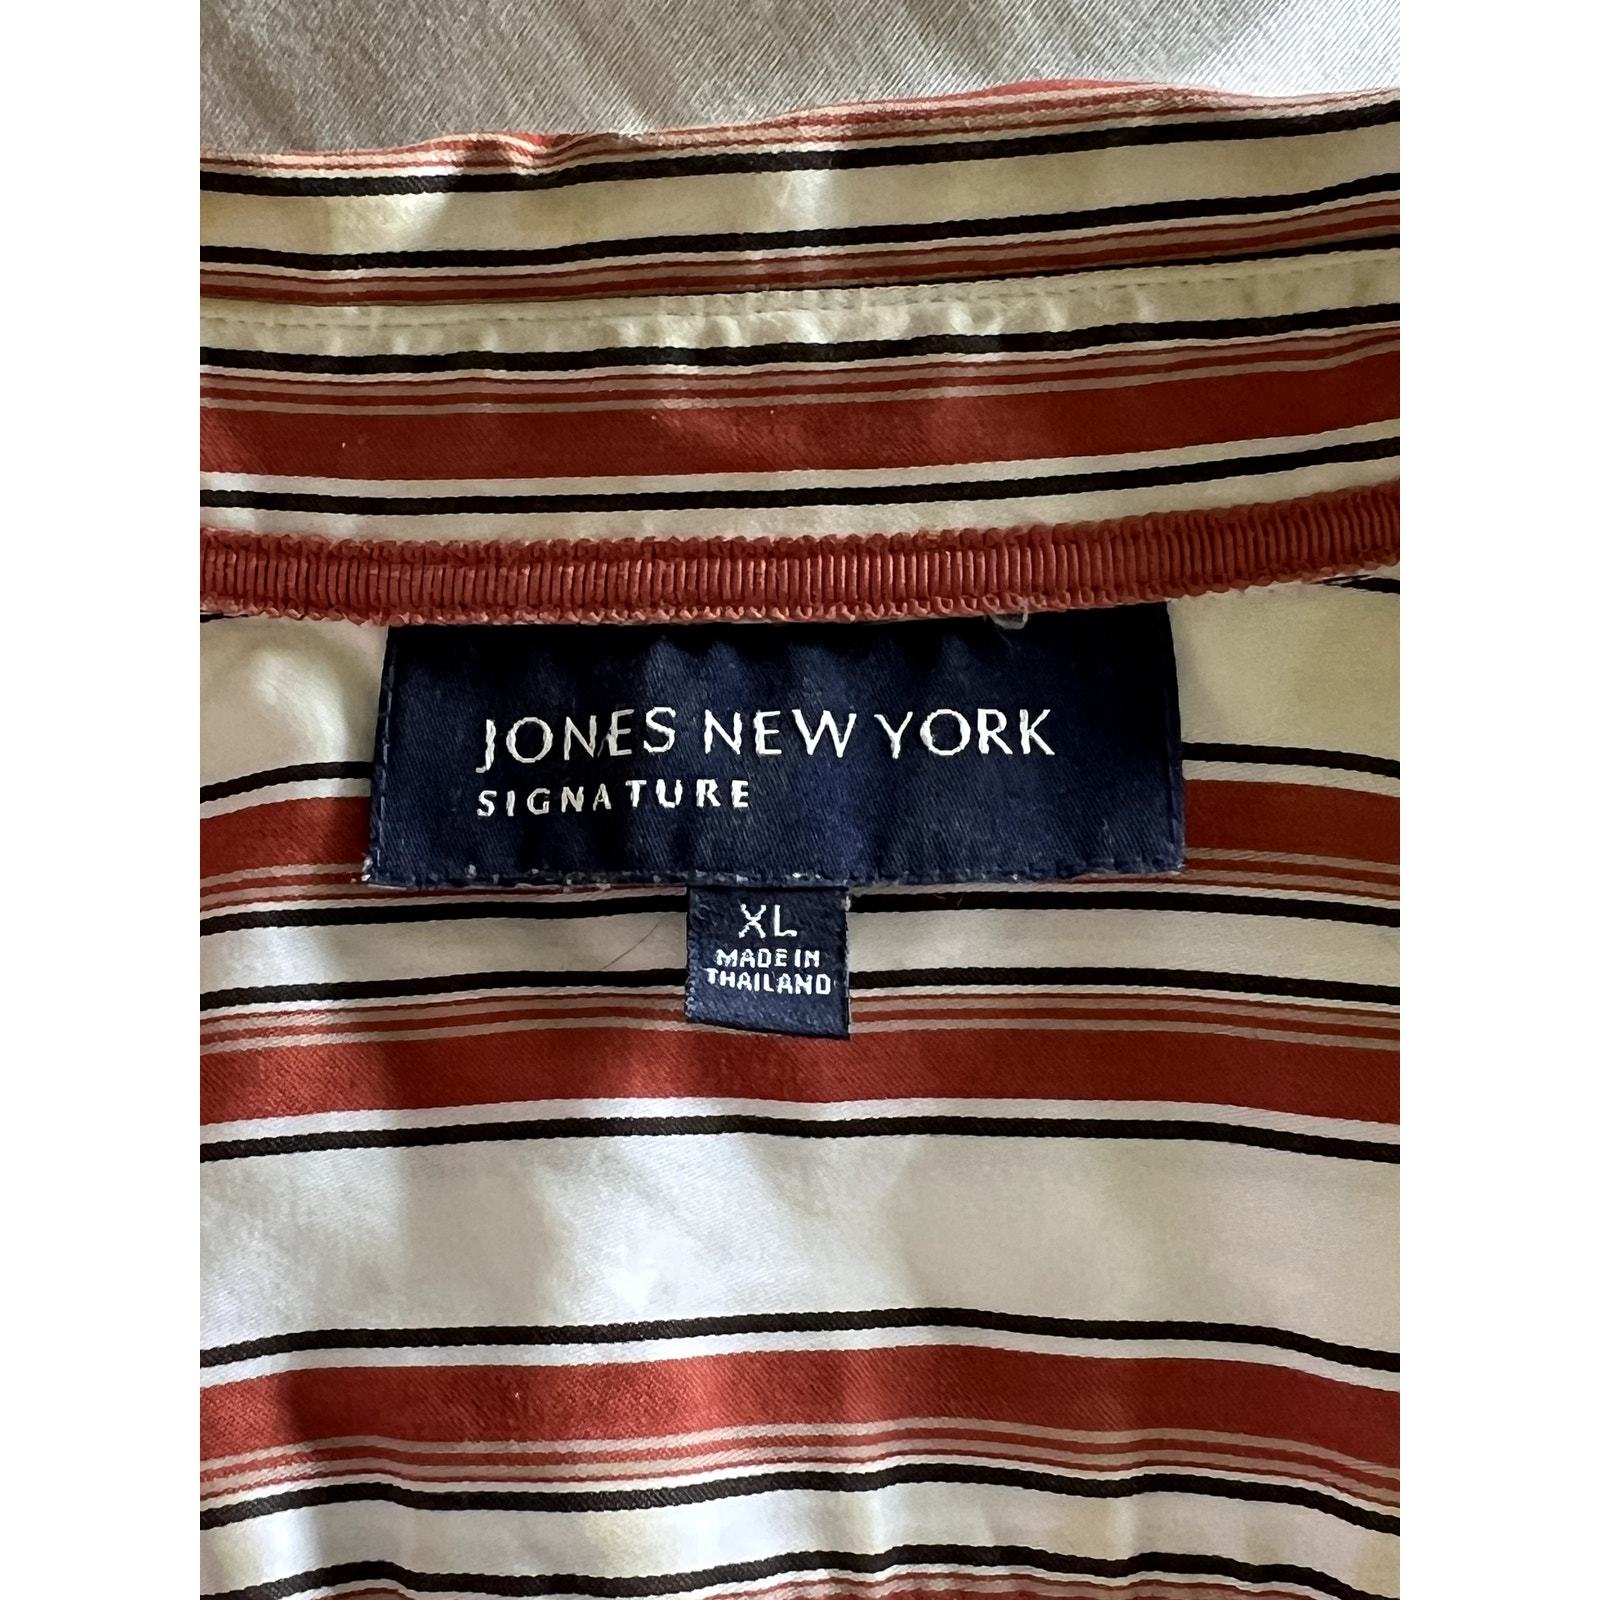 JONES NEW YORK
SIGNATURE
XL
MADE IN
THAILAND